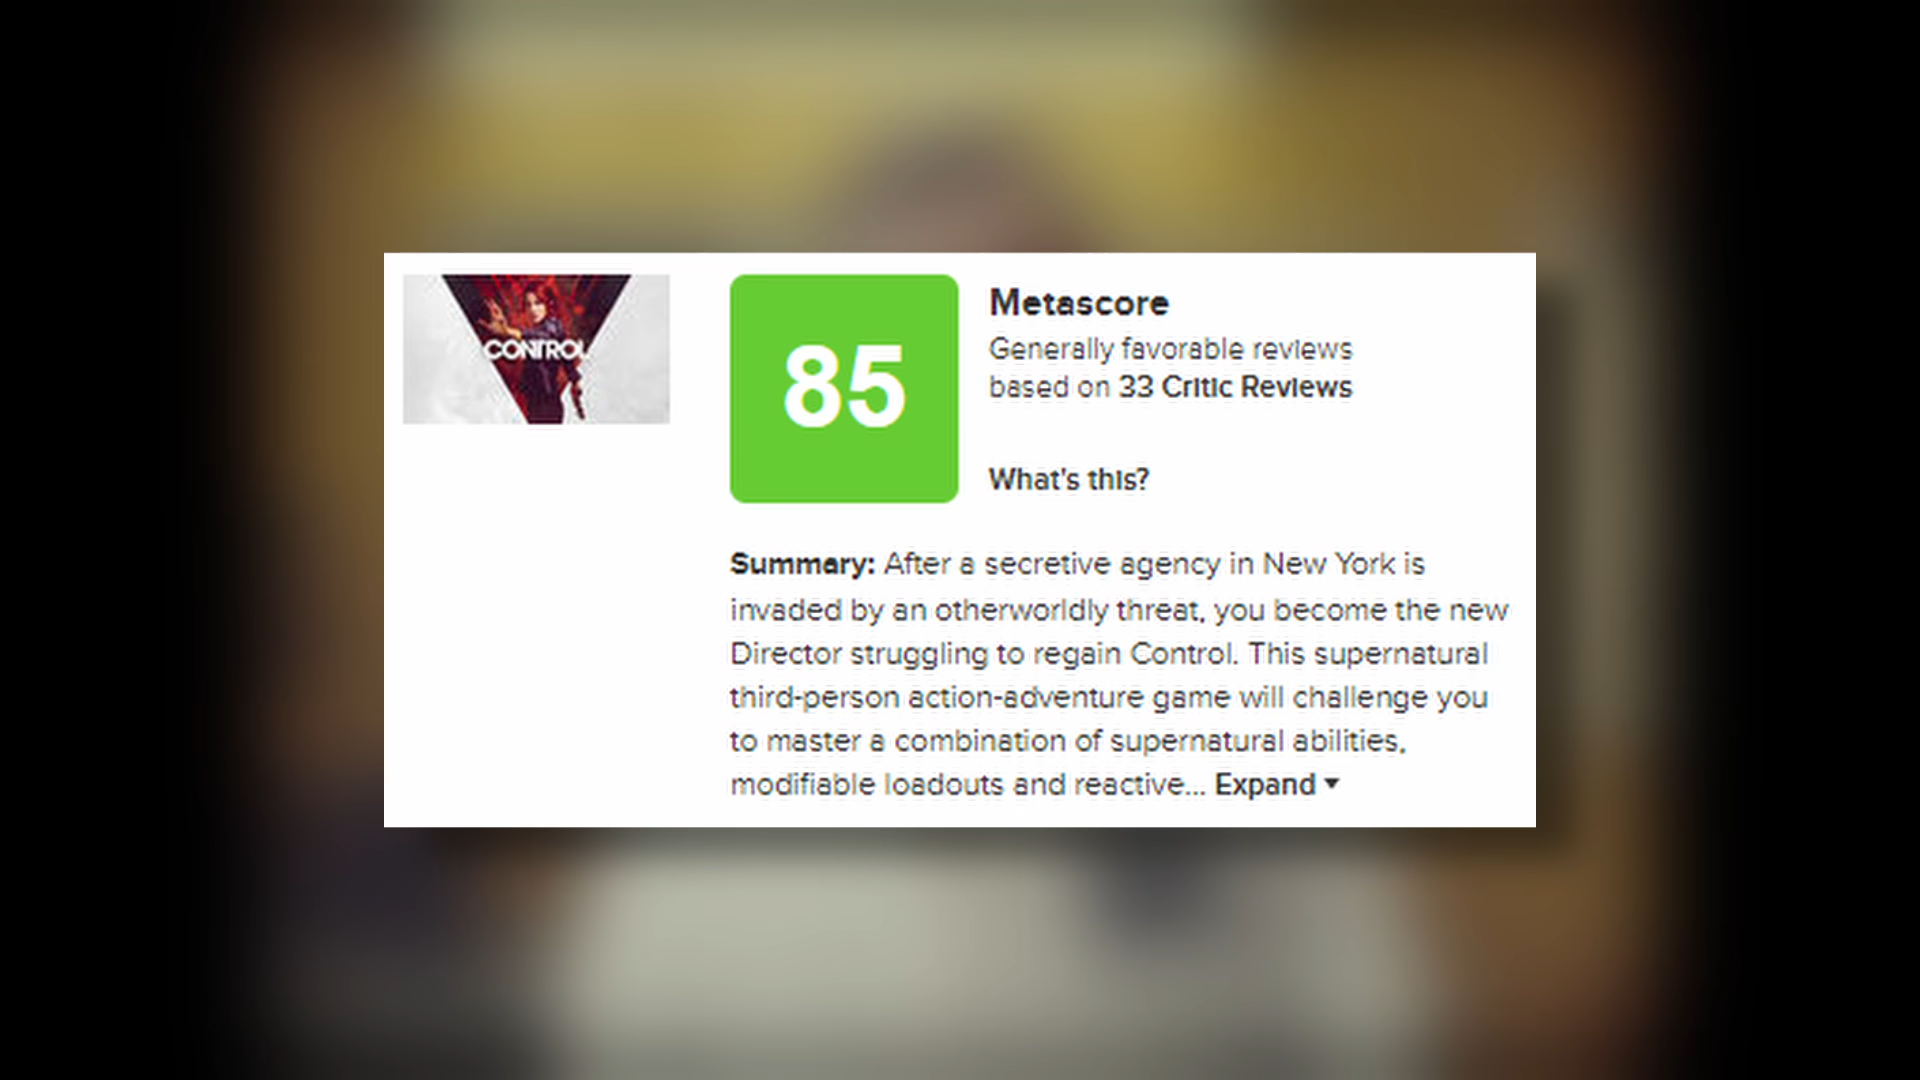 CONTROL
85
Metascore
Generally favorable reviews
based on 33 Critic Reviews
What's this?
Summary: After a secretive agency in New York is
invaded by an otherworldly threat, you become the new
Director struggling to regain Control. This supernatural
third-person action-adventure game will challenge you
to master a combination of supernatural abilities,
modifiable loadouts and reactive... Expand